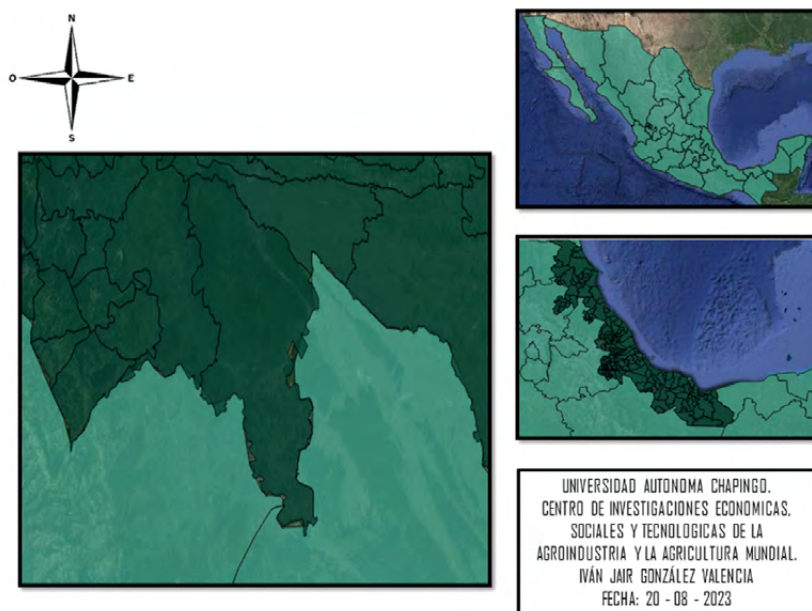 N
O E
S
UNIVERSIDAD AUTONOMA CHAPINGO.
CENTRO DE INVESTIGACIONES ECONOMICAS,
SOCIALES Y TECNOLOGICAS DE LA
AGROINDUSTRIA Y LA AGRICULTURA MUNDIAL.
IVÁN JAIR GONZÁLEZ VALENCIA
FECHA: 20 - 08 - 2023